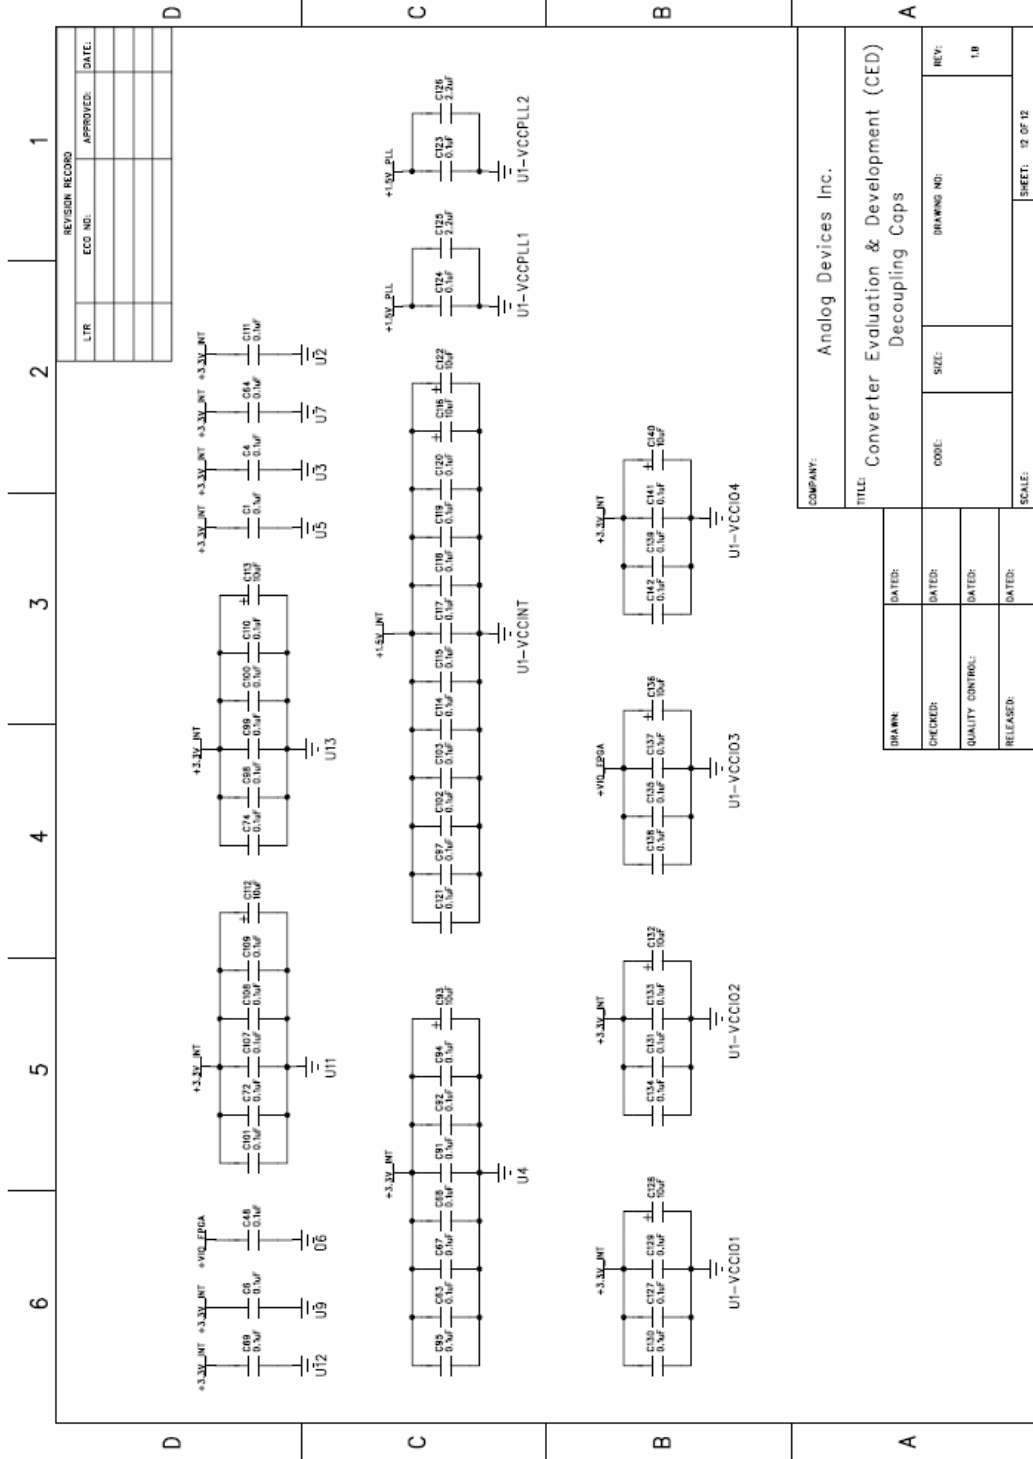 6
5
4
3
2
1
D
D
REVISION RECORD
LTR
ECO NO:
APPROVED:
DATE:
+3.3V_INT
C69
0.1uF
U12
+3.3V_INT
C6
0.1uF
U9
+VIO_FPGA
C48
0.1uF
+3.3V_INT
C101
0.1uF
C72
0.1uF
C107
0.1uF
C108
0.1uF
C109
0.1uF
C112
10uF
U11
+3.3V_INT
C74
0.1uF
C98
0.1uF
C99
0.1uF
C100
0.1uF
C110
0.1uF
C113
10uF
U13
+3.3V_INT
C1
0.1uF
U5
+3.3V_INT
C4
0.1uF
U3
+3.3V_INT
C64
0.1uF
U7
+3.3V_INT
C111
0.1uF
U2
C
C
+3.3V_INT
C95
0.1uF
C63
0.1uF
C67
0.1uF
C68
0.1uF
C91
0.1uF
C92
0.1uF
C94
0.1uF
C93
10uF
U4
+1.5V_INT
C121
0.1uF
C97
0.1uF
C102
0.1uF
C103
0.1uF
C114
0.1uF
C115
0.1uF
C117
0.1uF
C118
0.1uF
C119
0.1uF
C120
0.1uF
C116
10uF
C122
10uF
U1-VCCINT
+1.5V_PLL
C124
0.1uF
C125
2.2uF
U1-VCCPLL1
+1.5V_PLL
C123
0.1uF
C126
2.2uF
U1-VCCPLL2
B
B
+3.3V_INT
C130
0.1uF
C127
0.1uF
C129
0.1uF
C128
10uF
U1-VCCIO1
+3.3V_INT
C134
0.1uF
C131
0.1uF
C133
0.1uF
C132
10uF
U1-VCCIO2
+VIO_FPGA
C138
0.1uF
C135
0.1uF
C137
0.1uF
C136
10uF
U1-VCCIO3
+3.3V_INT
C142
0.1uF
C139
0.1uF
C141
0.1uF
C140
10uF
U1-VCCIO4
A
A
COMPANY:
Analog Devices Inc.
TITLE:
Converter Evaluation & Development (CED)
Decoupling Caps
DRAWN:
DATED:
CHECKED:
DATED:
QUALITY CONTROL:
DATED:
RELEASED:
DATED:
CODE:
SIZE:
DRAWING NO:
REV:
1.B
SCALE:
SHEET: 12 OF 12